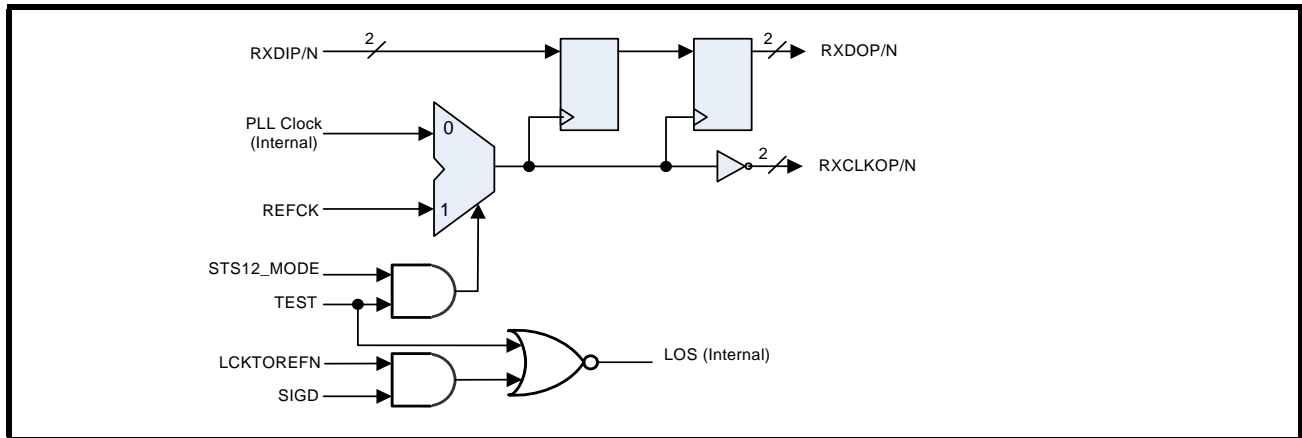 RXDIP/N
2
2
RXDOP/N
PLL Clock
(Internal)
0
2
RXCLKOP/N
REFCK
1
STS12_MODE
TEST
LCKTOREFN
LOS (Internal)
SIGD